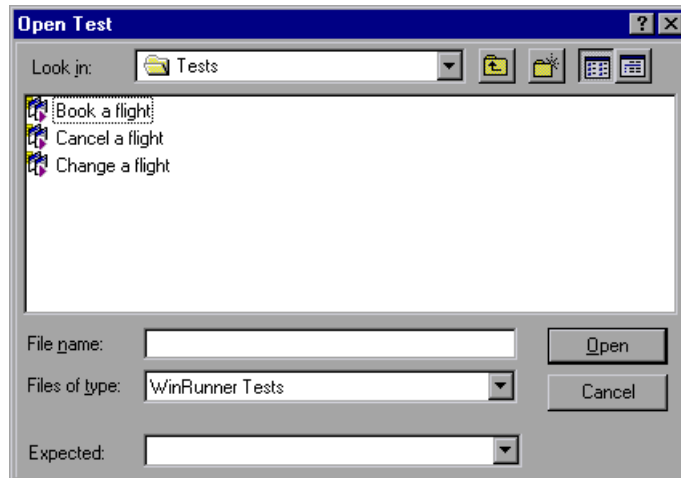 Open Test
Look in: Tests
Book a flight
Cancel a flight
Change a flight
File name: Open
Files of type: WinRunner Tests Cancel
Expected: